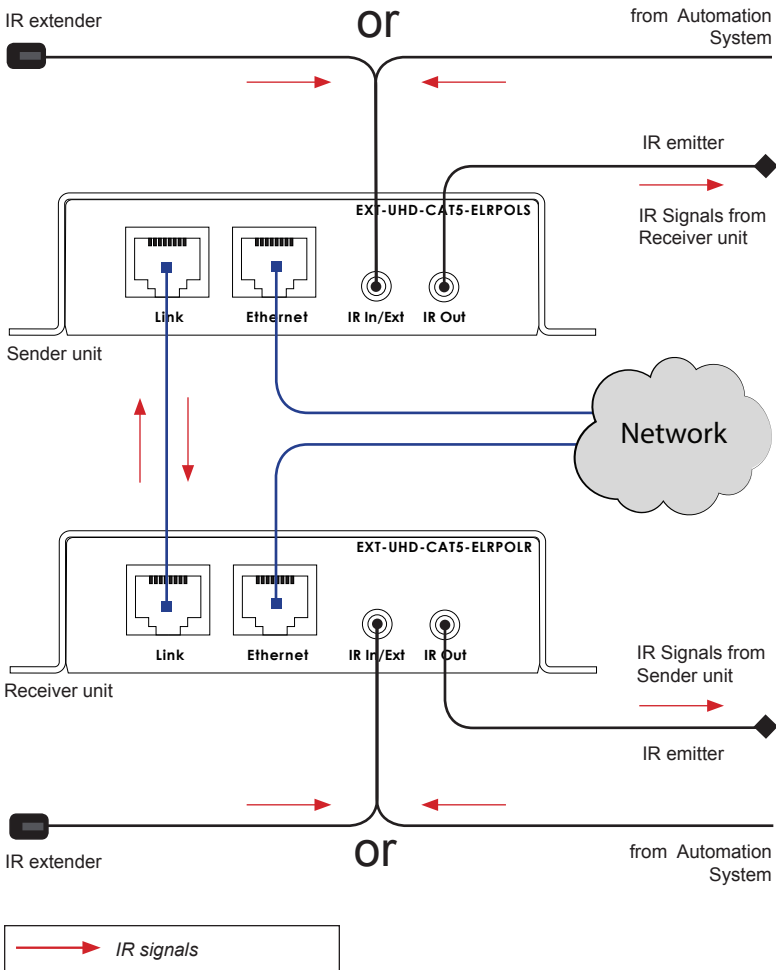 IR extender
or
from Automation
System
IR emitter
EXT-UHD-CAT5-ELRPOLS
IR Signals from
Receiver unit
Link
Ethernet
IR In/Ext
IR Out
Sender unit
Network
EXT-UHD-CAT5-ELRPOLR
Link
Ethernet
IR In/Ext
IR Out
IR Signals from
Sender unit
Receiver unit
IR emitter
IR extender
or
from Automation
System
IR signals